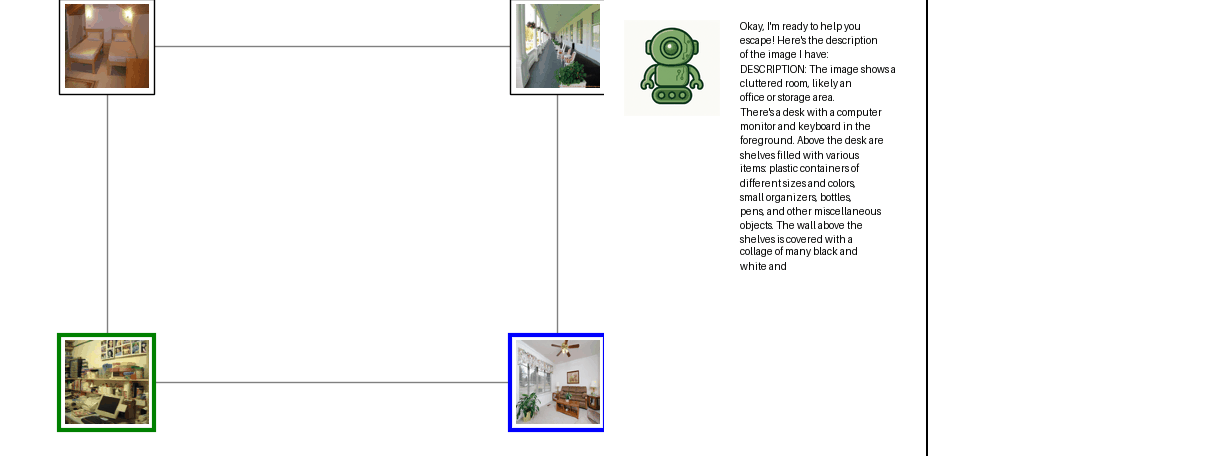 Okay, I'm ready to help you
escape! Here's the description
of the image I have:
DESCRIPTION: The image shows a
cluttered room, likely an
office or storage area.
There's a desk with a computer
monitor and keyboard in the
foreground. Above the desk are
shelves filled with various
items: plastic containers of
different sizes and colors,
small organizers, bottles,
pens, and other miscellaneous
objects. The wall above the
shelves is covered with a
collage of many black and
white and